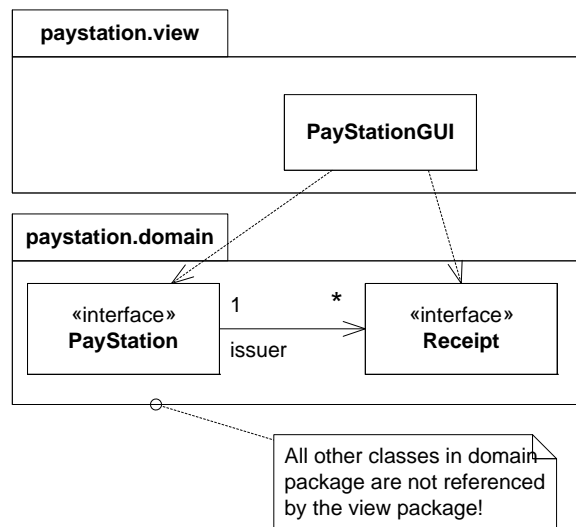 paystation.view
PayStationGUI
paystation.domain
«interface»
PayStation
1
*
issuer
«interface»
Receipt
All other classes in domain
package are not referenced
by the view package!